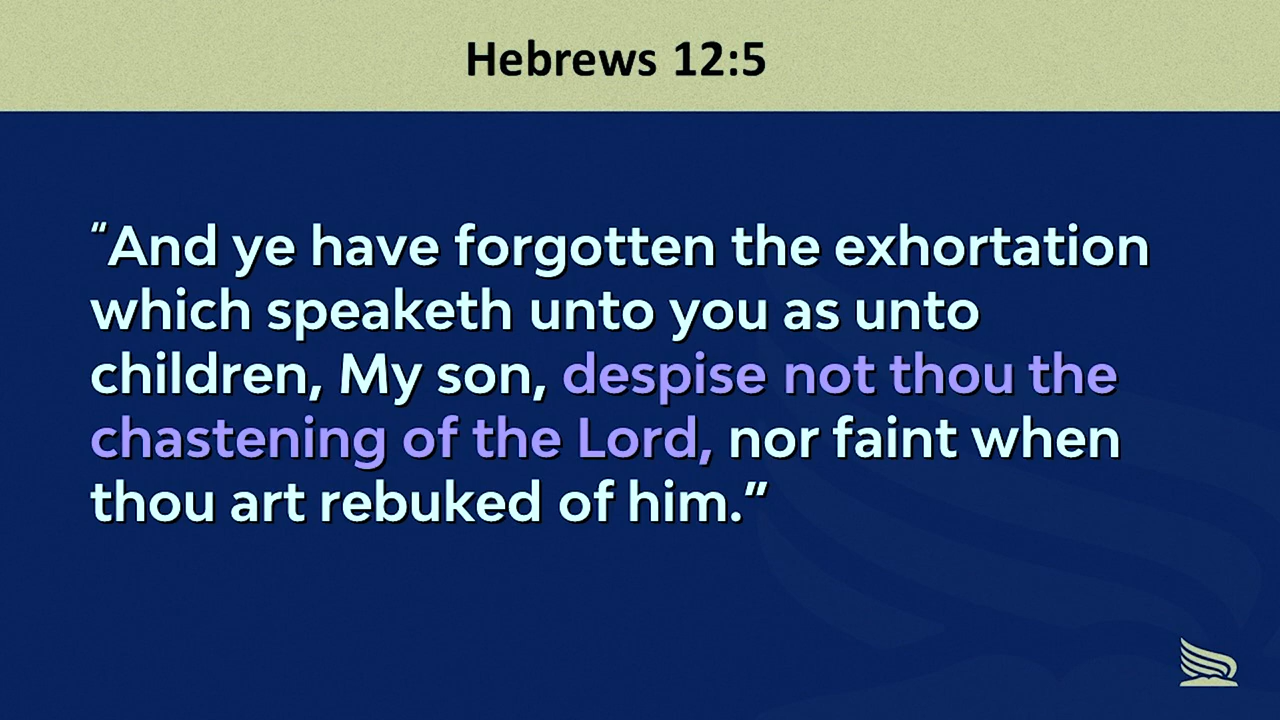 Hebrews 12:5
“And ye have forgotten the exhortation
which speaketh unto you as unto
children, My son, despise not thou the
chastening of the Lord, nor faint when
thou art rebuked of him.”